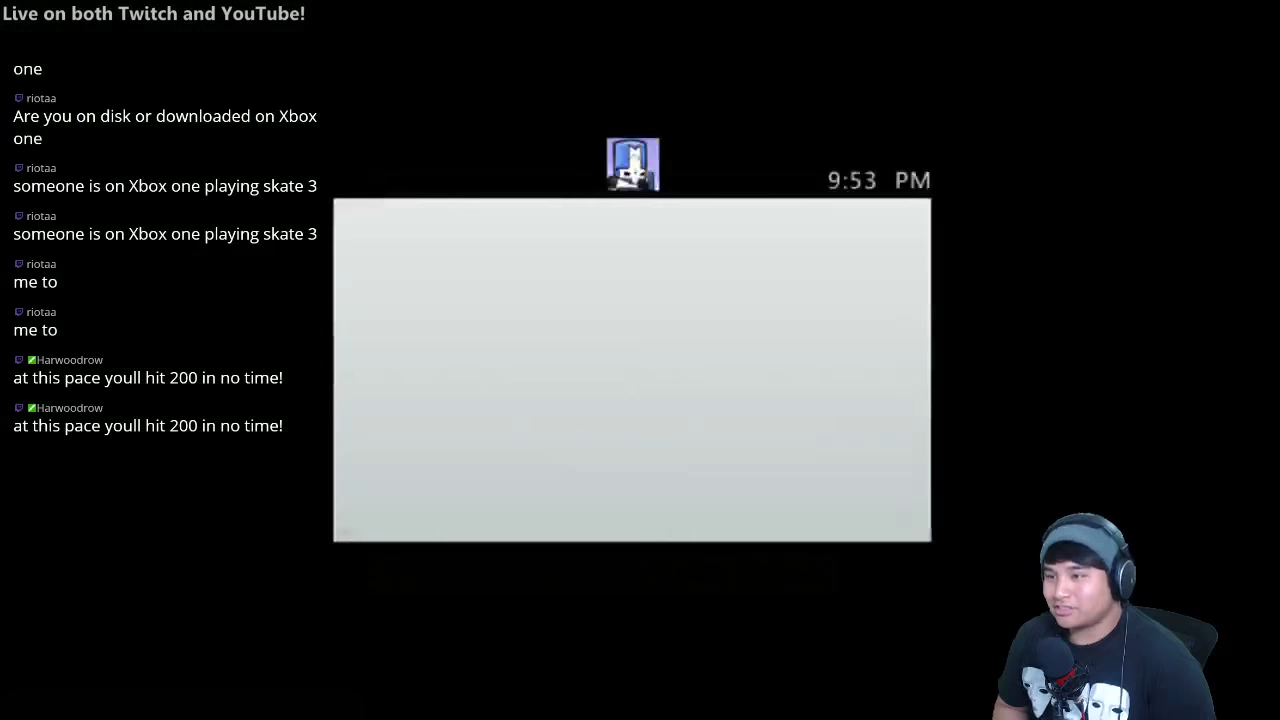 Live on both Twitch and YouTube!
one
riotaa
Are you on disk or downloaded on Xbox
one
riotaa
someone is on Xbox one playing skate 3
riotaa
someone is on Xbox one playing skate 3
riotaa
me to
riotaa
me to
Harwoodrow
at this pace youll hit 200 in no time!
Harwoodrow
at this pace youll hit 200 in no time!
9:53 PM